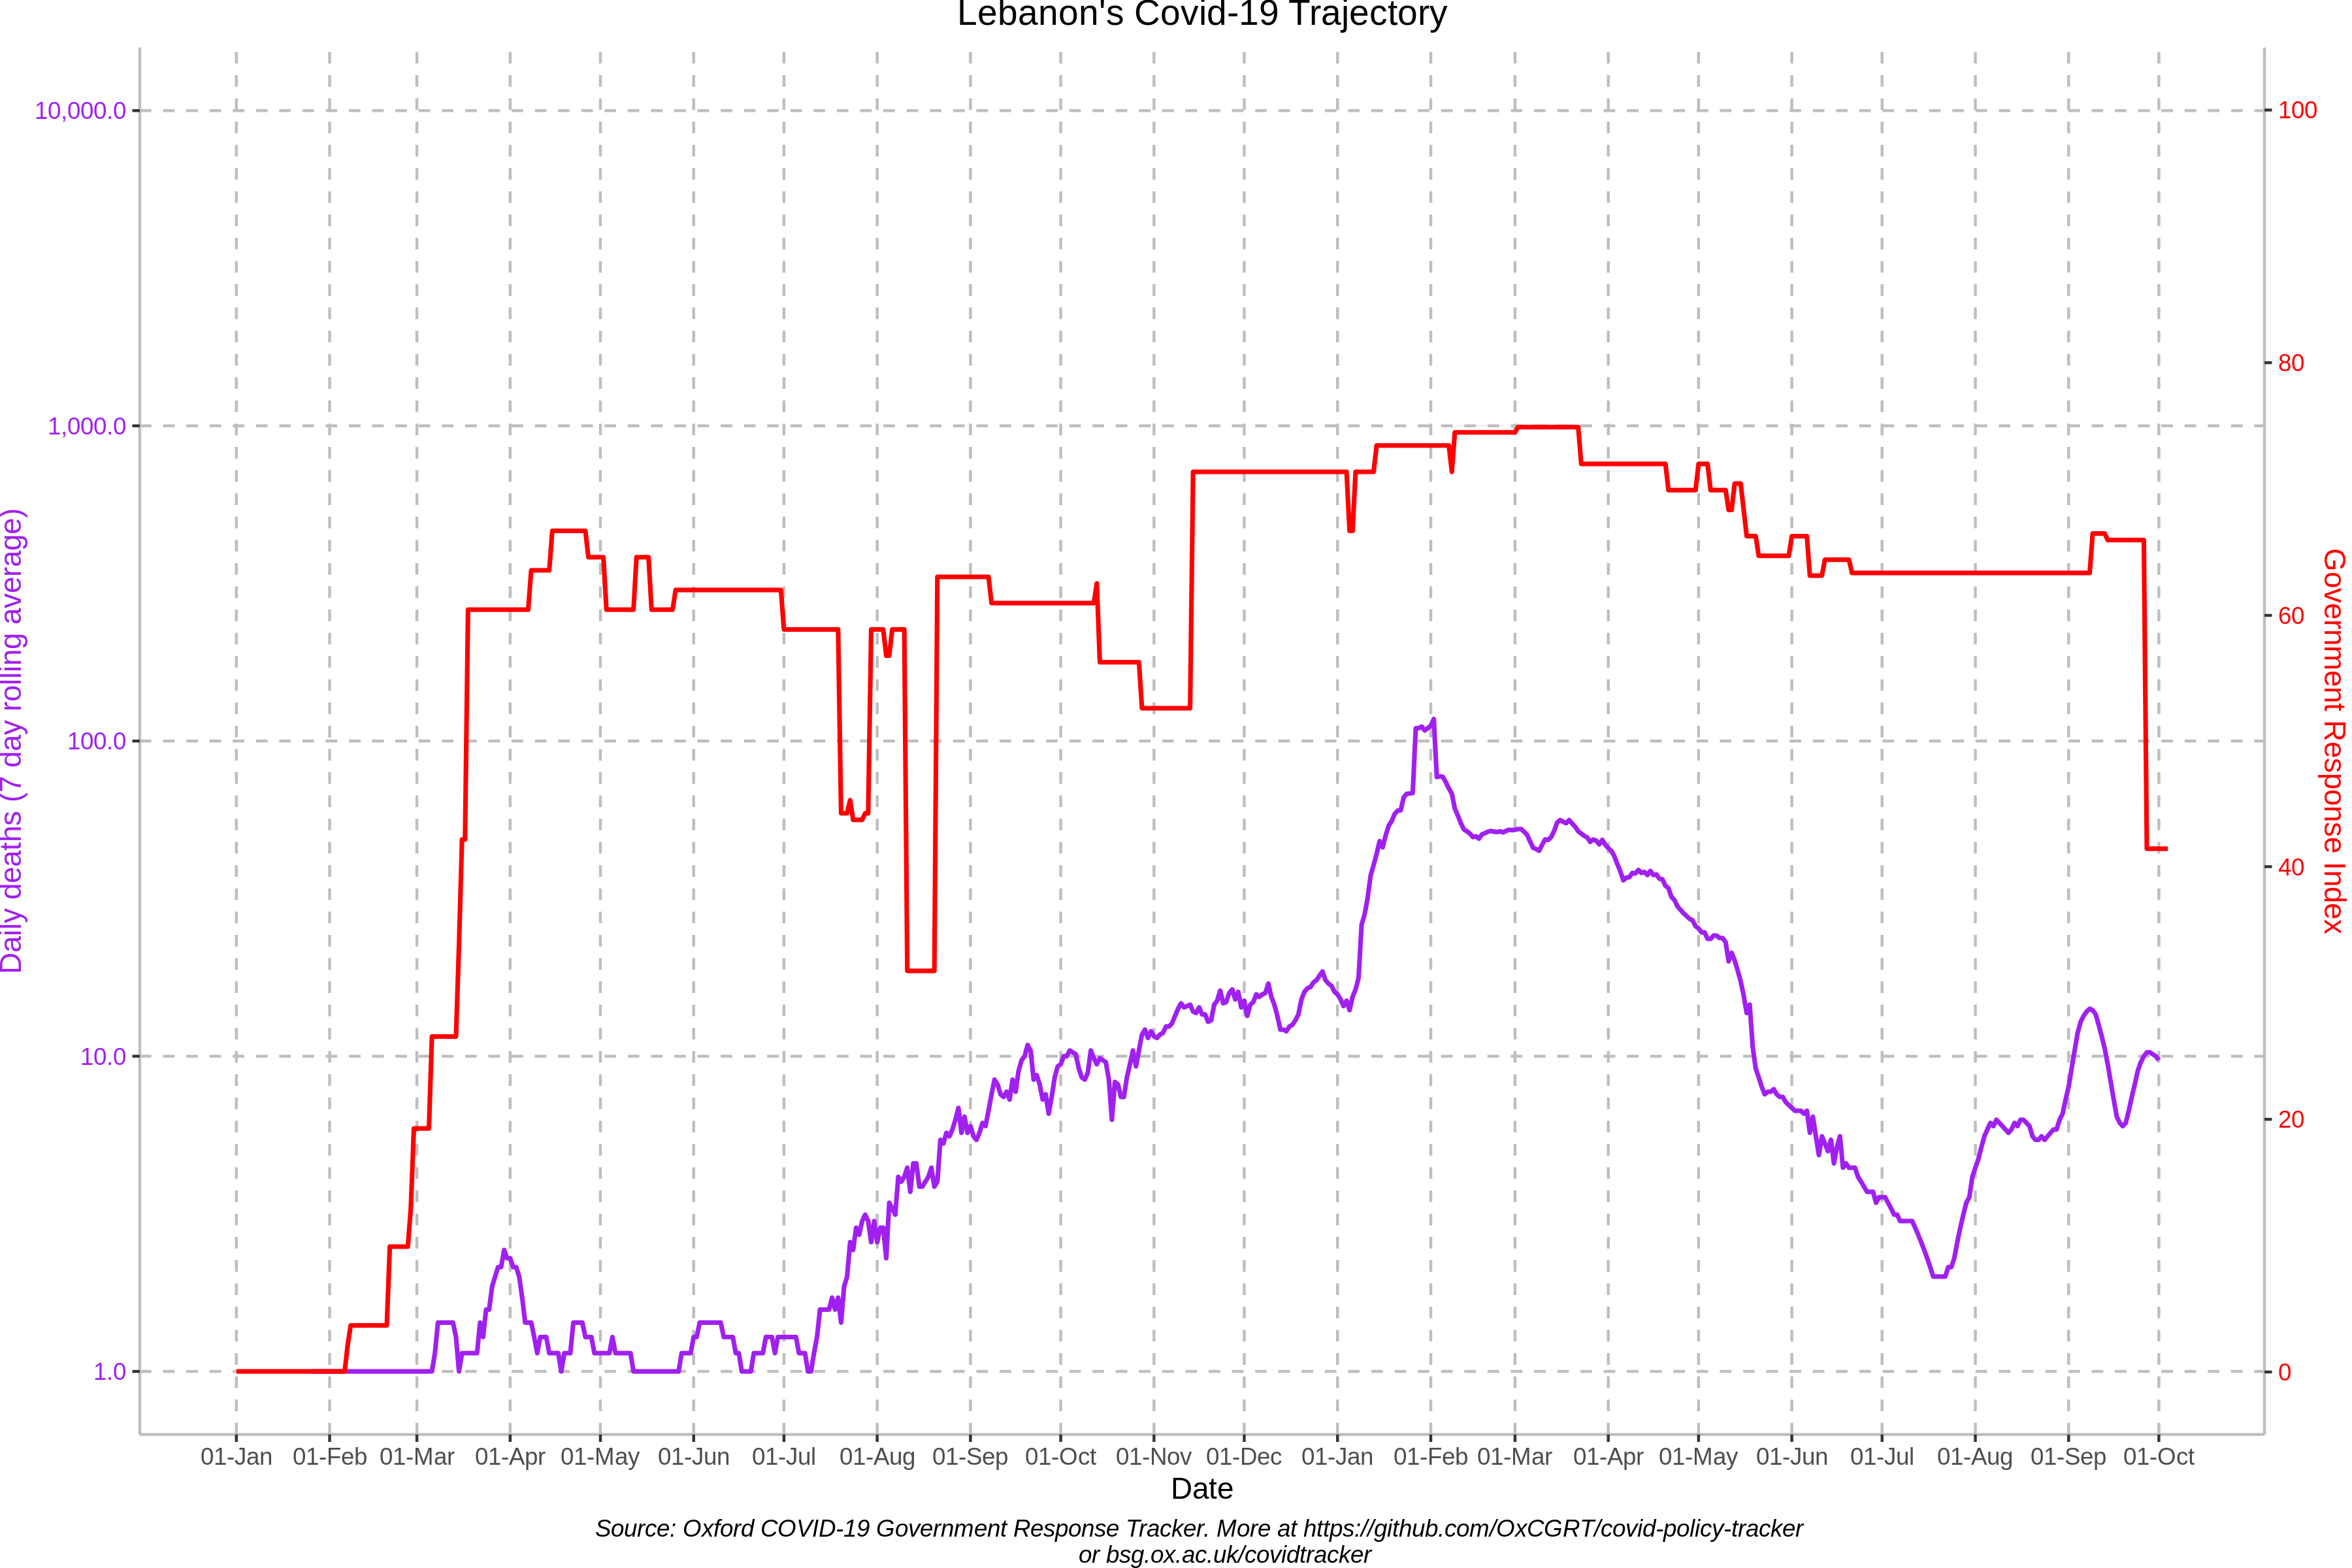 Lebanon's Covid-19 Trajectory
10,000.0
1,000.0
100.0
10.0
1.0
Daily deaths (7 day rolling average)
100
80
60
40
20
0
Government Response Index
01-Jan 01-Feb 01-Mar 01-Apr 01-May 01-Jun 01-Jul 01-Aug 01-Sep 01-Oct 01-Nov 01-Dec 01-Jan 01-Feb 01-Mar 01-Apr 01-May 01-Jun 01-Jul 01-Aug 01-Sep 01-Oct
Date
Source: Oxford COVID-19 Government Response Tracker. More at https://github.com/OxCGRT/covid-policy-tracker
or bsg.ox.ac.uk/covidtracker